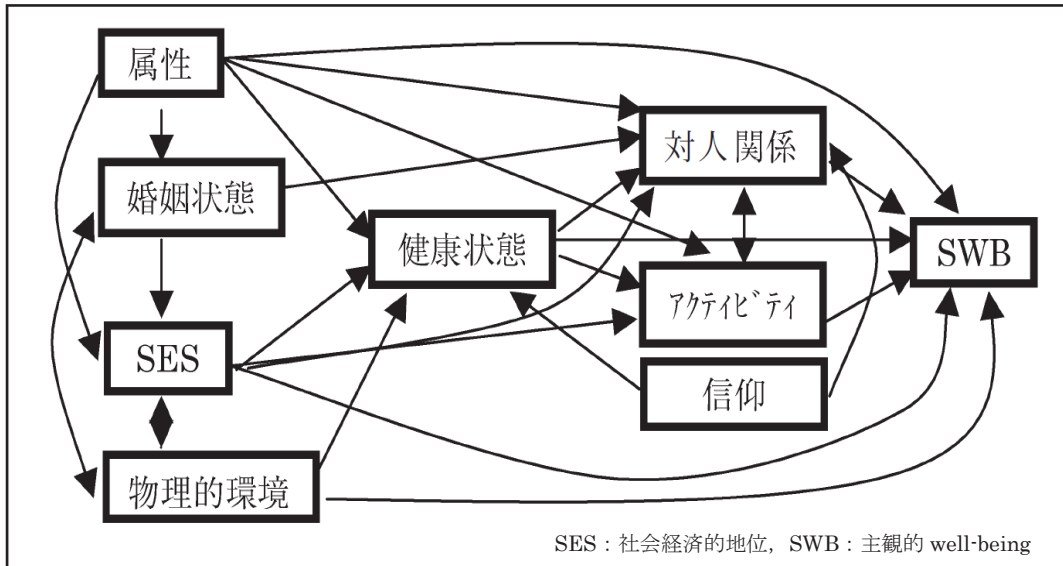 属性
婚姻状態
SES
物理的環境
健康状態
対人関係
ｱｸﾃｨﾋﾞﾃｨ
信仰
SWB
SES：社会経済的地位，SWB：主観的 well-being